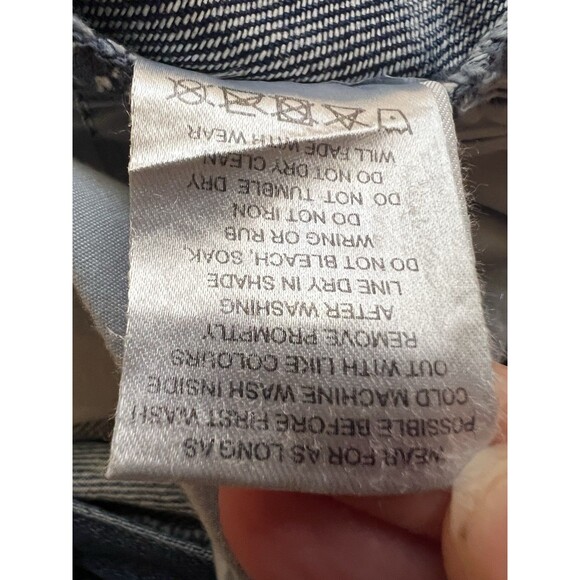 WEAR FOR AS LONG AS
POSSIBLE BEFORE FIRST WASH
COLD MACHINE WASH INSIDE
OUT WITH LIKE COLOURS
REMOVE PROMPTLY
AFTER WASHING
LINE DRY IN SHADE
DO NOT BLEACH, SOAK,
WRING OR RUB
DO NOT IRON
DO NOT TUMBLE DRY
DO NOT DRY CLEAN
WILL FADE WITH WEAR